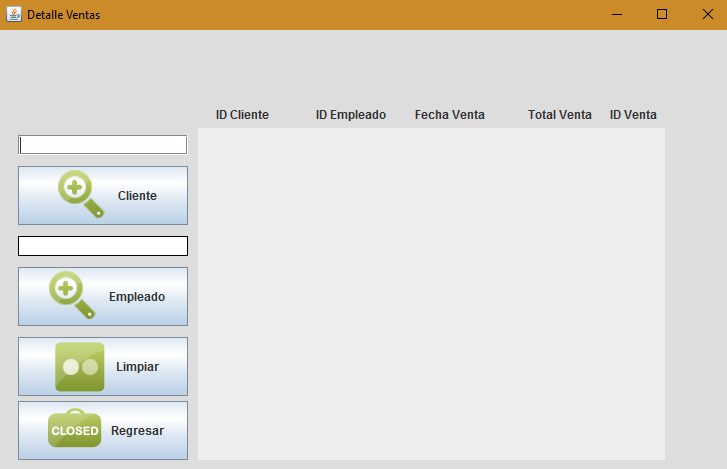 Detalle Ventas
ID Cliente ID Empleado Fecha Venta Total Venta ID Venta
Cliente
Empleado
Limpiar
CLOSED Regresar